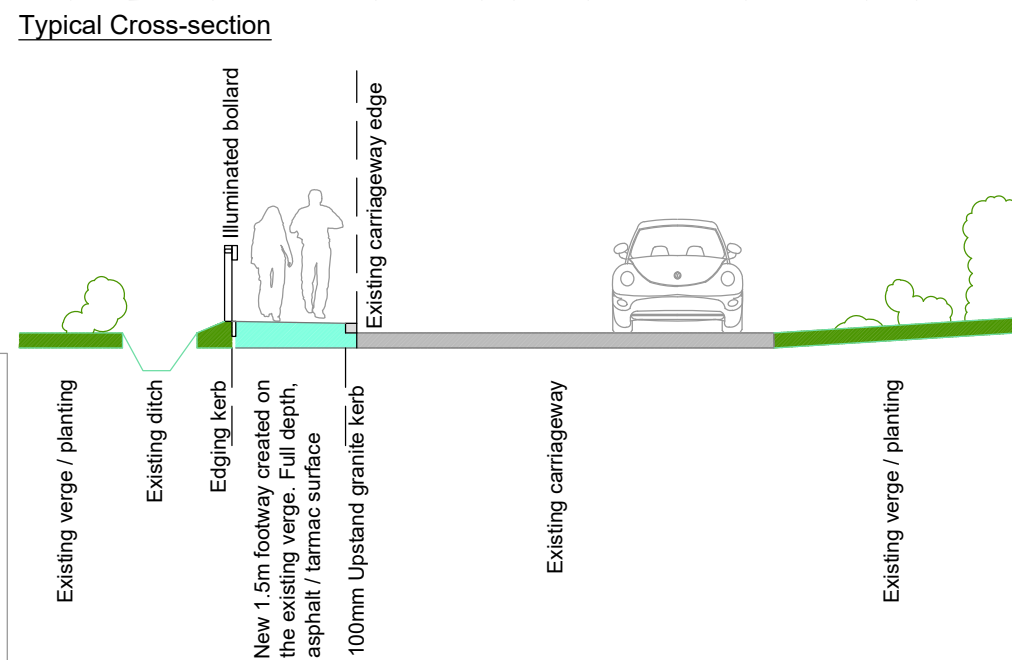 Typical Cross-section
Illuminated bollard
Existing carriageway edge
Existing verge / planting
Existing ditch
Edging kerb
New 1.5m footway created on
the existing verge. Full depth,
asphalt / tarmac surface
100mm Upstand granite kerb
Existing carriageway
Existing verge / planting